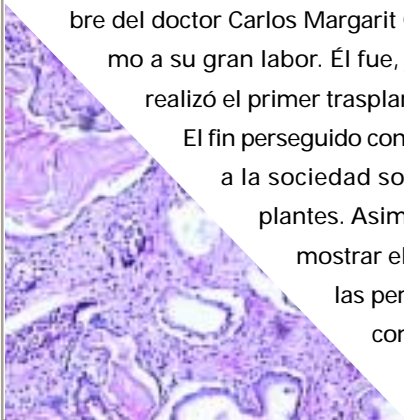 bre del doctor Carlos Margarit
mo a su gran labor. Él fue,
realizó el primer trasplan
El fin perseguido con
a la sociedad so
plantes. Asim
mostrar el
las per
con